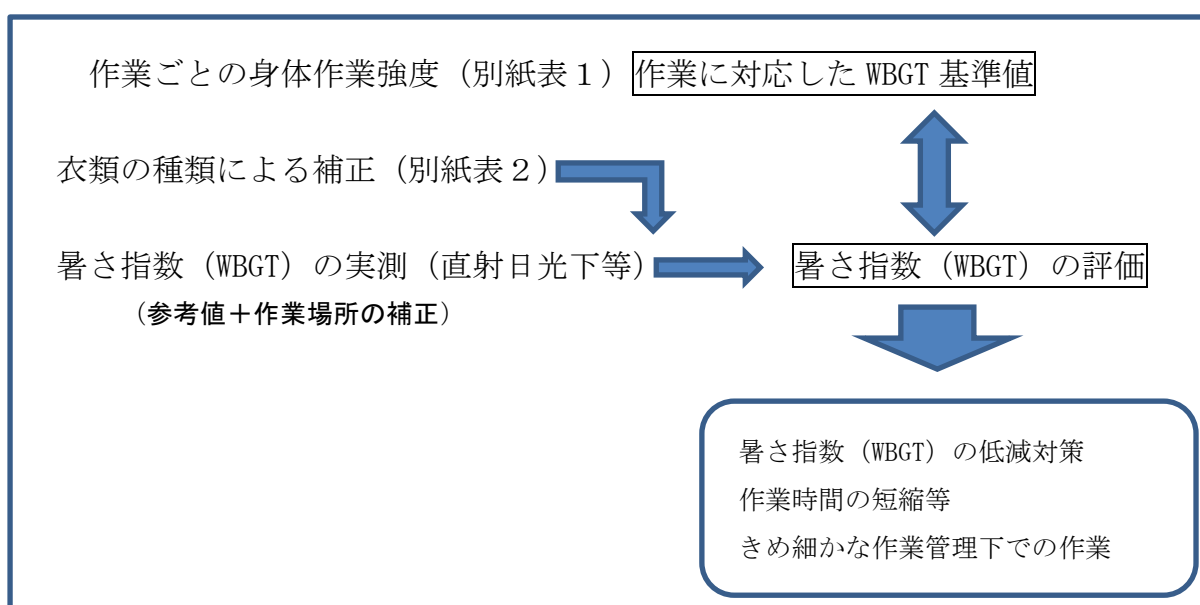 作業ごとの身体作業強度（別紙表１）作業に対応した WBGT 基準値
衣類の種類による補正（別紙表２）
暑さ指数（WBGT）の実測（直射日光下等） 暑さ指数（WBGT）の評価
（参考値＋作業場所の補正）
暑さ指数（WBGT）の低減対策
作業時間の短縮等
きめ細かな作業管理下での作業